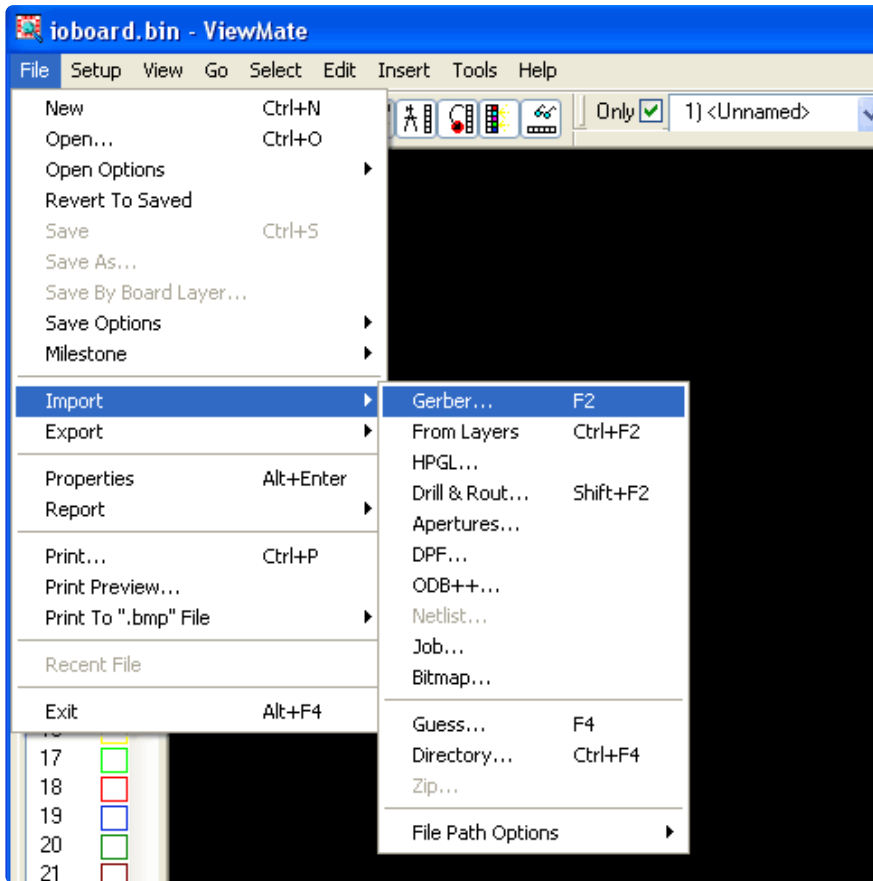 ioboard.bin - ViewMate
File Setup View Go Select Edit Insert Tools Help
Only 1) <Unnamed>
New Ctrl+N
Open... Ctrl+O
Open Options
Revert To Saved
Save Ctrl+S
Save As...
Save By Board Layer...
Save Options
Milestone
Import
Export
Properties Alt+Enter
Report
Print... Ctrl+P
Print Preview...
Print To ".bmp" File
Recent File
Exit Alt+F4
Gerber... F2
From Layers Ctrl+F2
HPGL...
Drill & Rout... Shift+F2
Apertures...
DPF...
ODB++...
Netlist...
Job...
Bitmap...
Guess... F4
Directory... Ctrl+F4
Zip...
File Path Options
17
18
19
20
21